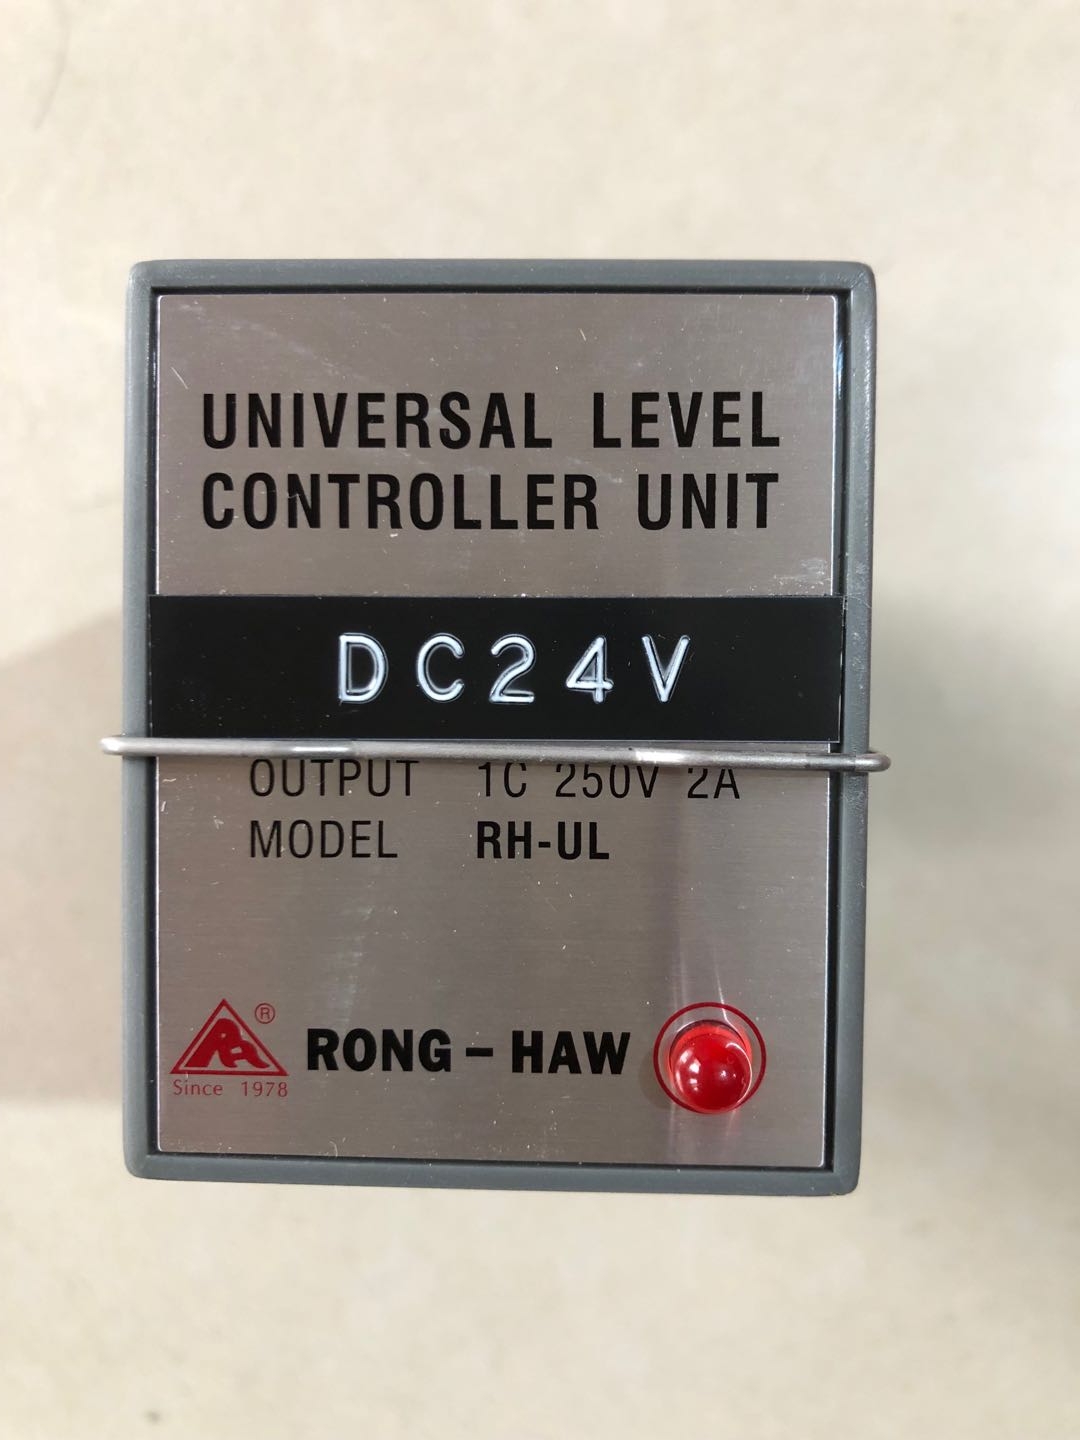 UNIVERSAL LEVEL
CONTROLLER UNIT
DC24V
OUTPUT 1C 250V 2A
MODEL RH-UL
®
RONG-HAW
Since 1978